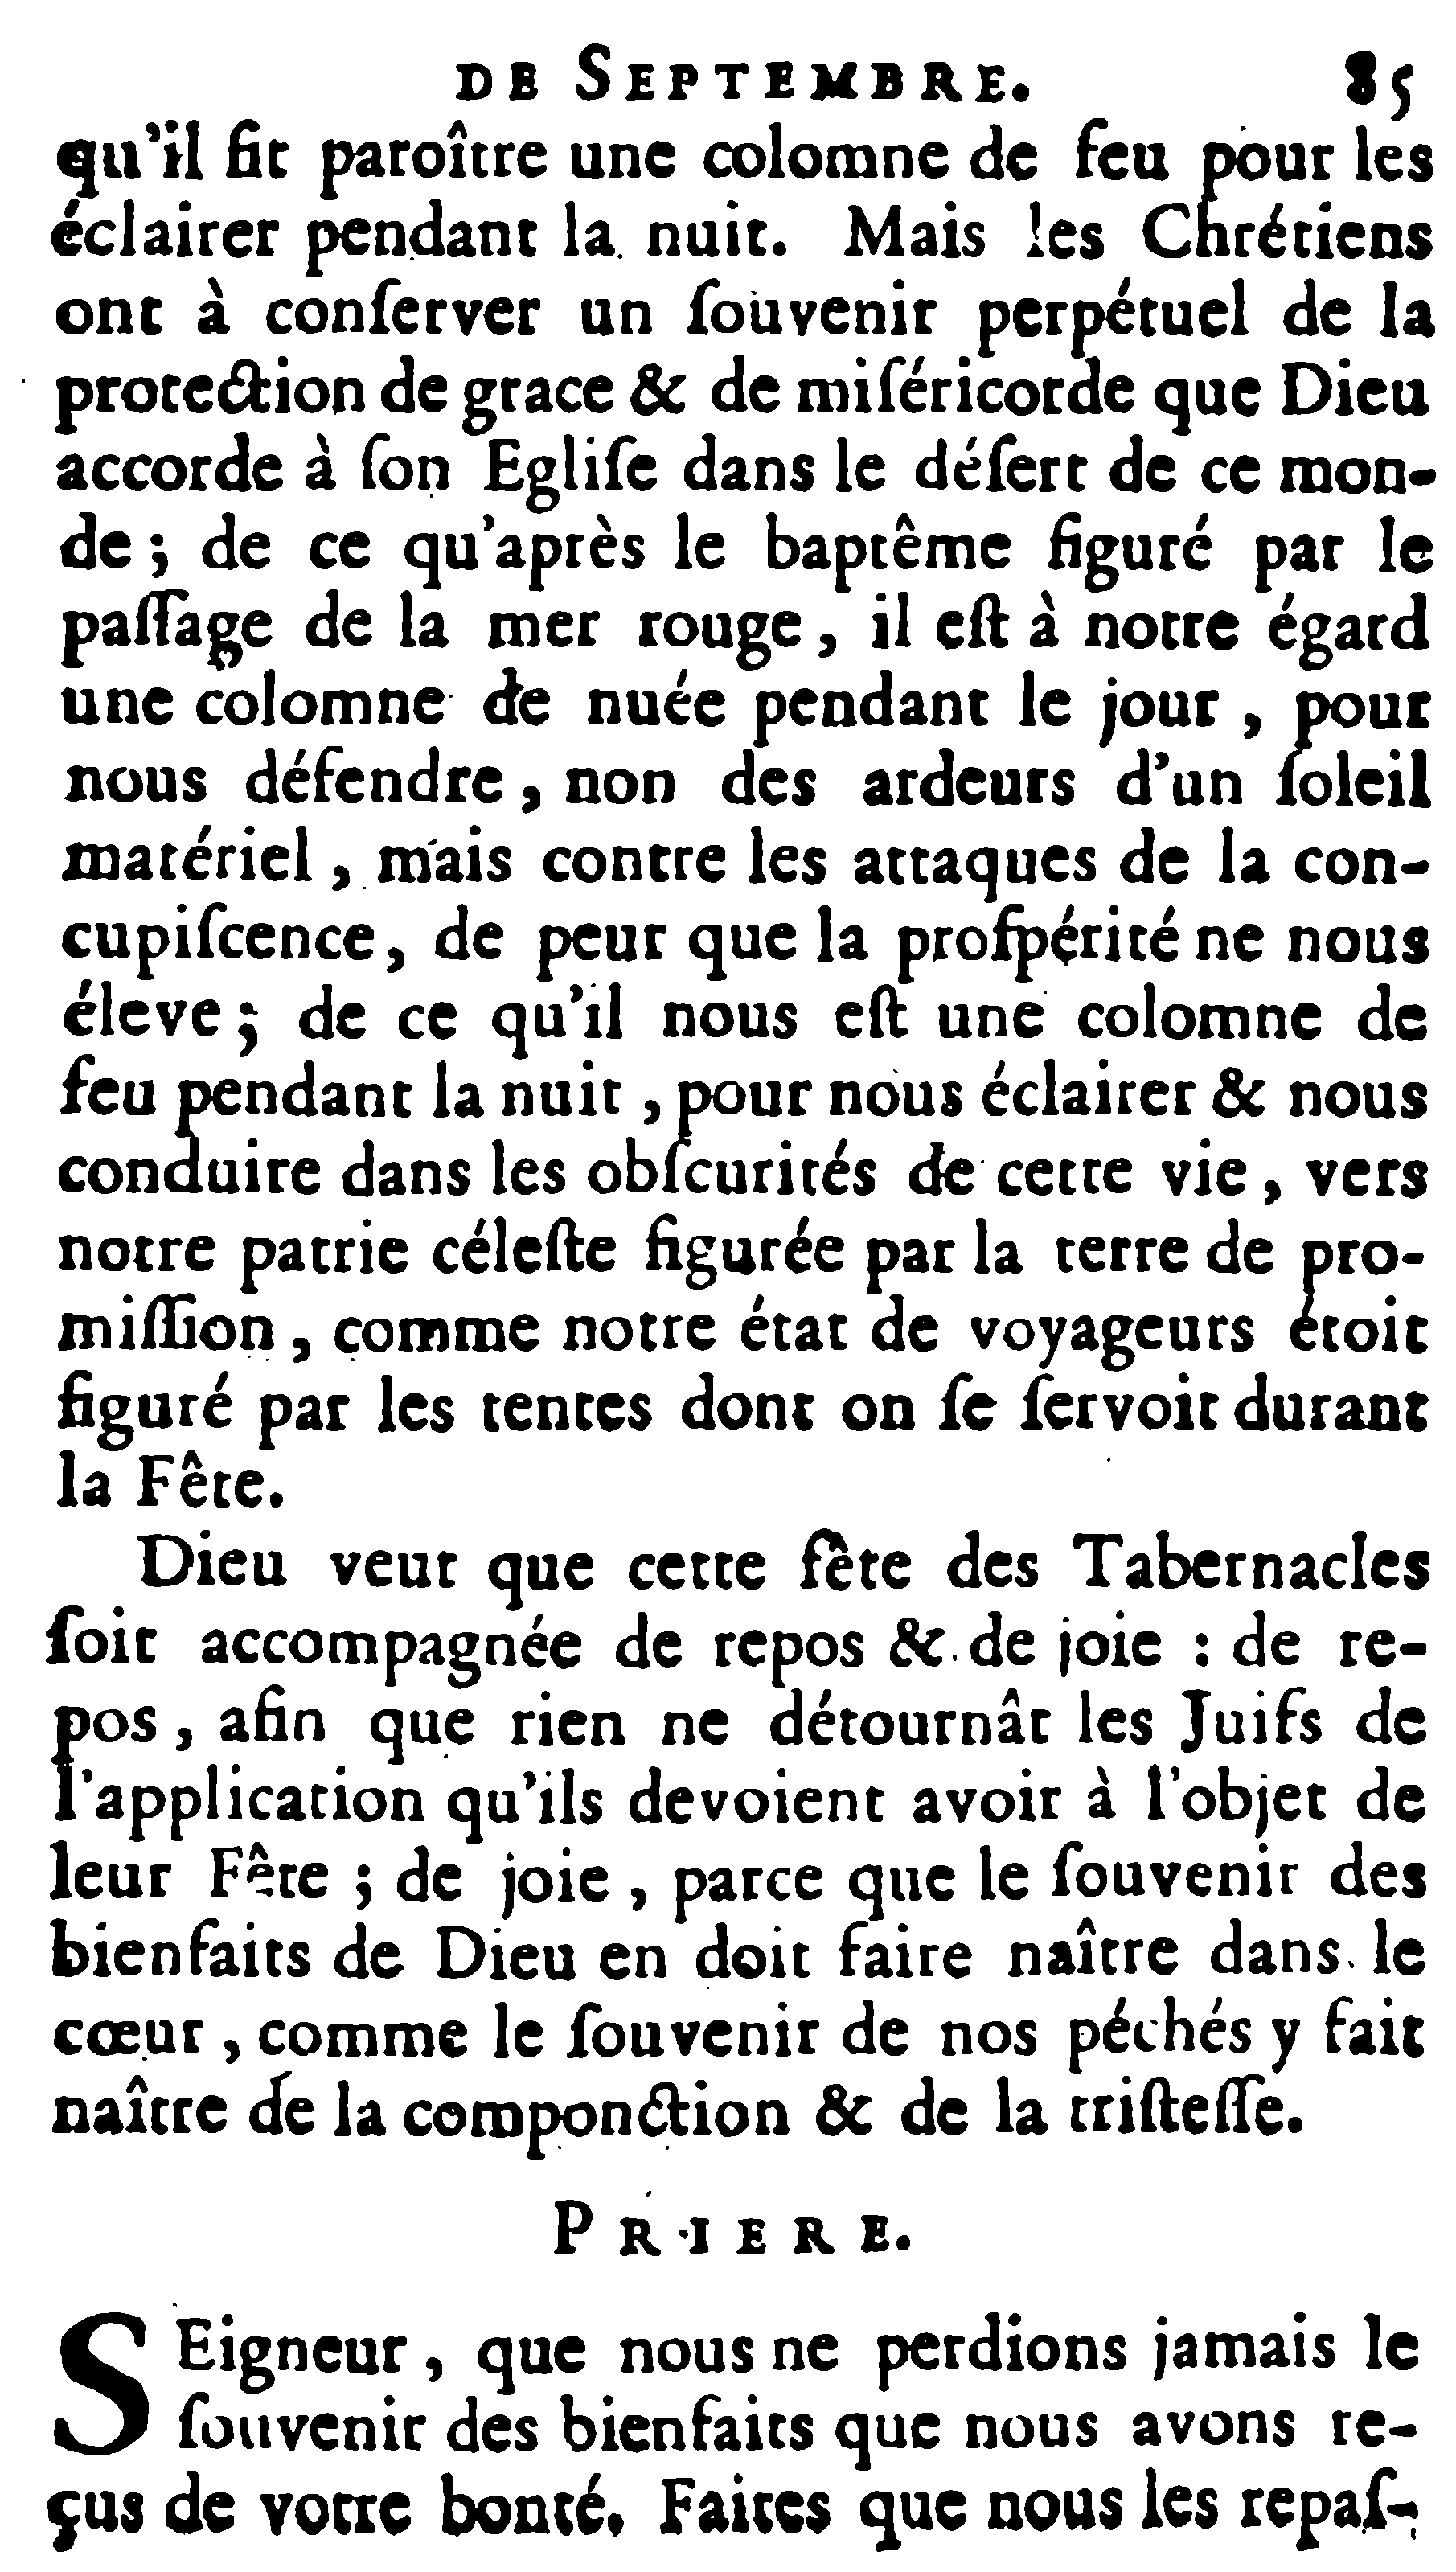 DE SEPTEMBRE. 85
qu'il fit paroître une colomne de feu pour les
éclairer pendant la nuit. Mais les Chrétiens
ont à conſerver un ſouvenir perpétuel de la
protection de grace & de miſéricorde que Dieu
accorde à ſon Egliſe dans le déſert de ce mon-
de ; de ce qu'après le baptême figuré par le
paſſage de la mer rouge, il eſt à notre égard
une colomne de nuée pendant le jour , pour
nous défendre, non des ardeurs d'un ſoleil
matériel , mais contre les attaques de la con-
cupiſcence, de peur que la proſpérité ne nous
éleve ; de ce qu'il nous eſt une colomne de
feu pendant la nuit , pour nous éclairer & nous
conduire dans les obſcurités de cette vie, vers
notre patrie céleſte figurée par la terre de pro-
miſſion , comme notre état de voyageurs étoit
figuré par les tentes dont on ſe ſervoit durant
la Fête.
Dieu veut que cette fête des Tabernacles
ſoit accompagnée de repos & de joie : de re-
pos , afin que rien ne détournât les Juifs de
l'application qu'ils devoient avoir à l'objet de
leur Fête ; de joie , parce que le ſouvenir des
bienfaits de Dieu en doit faire naître dans le
cœur , comme le ſouvenir de nos péchés y fait
naître de la componction & de la triſteſſe.
PRIERE.
SEigneur , que nous ne perdions jamais le
ſouvenir des bienfaits que nous avons re-
çus de votre bonté. Faites que nous les repaſ-